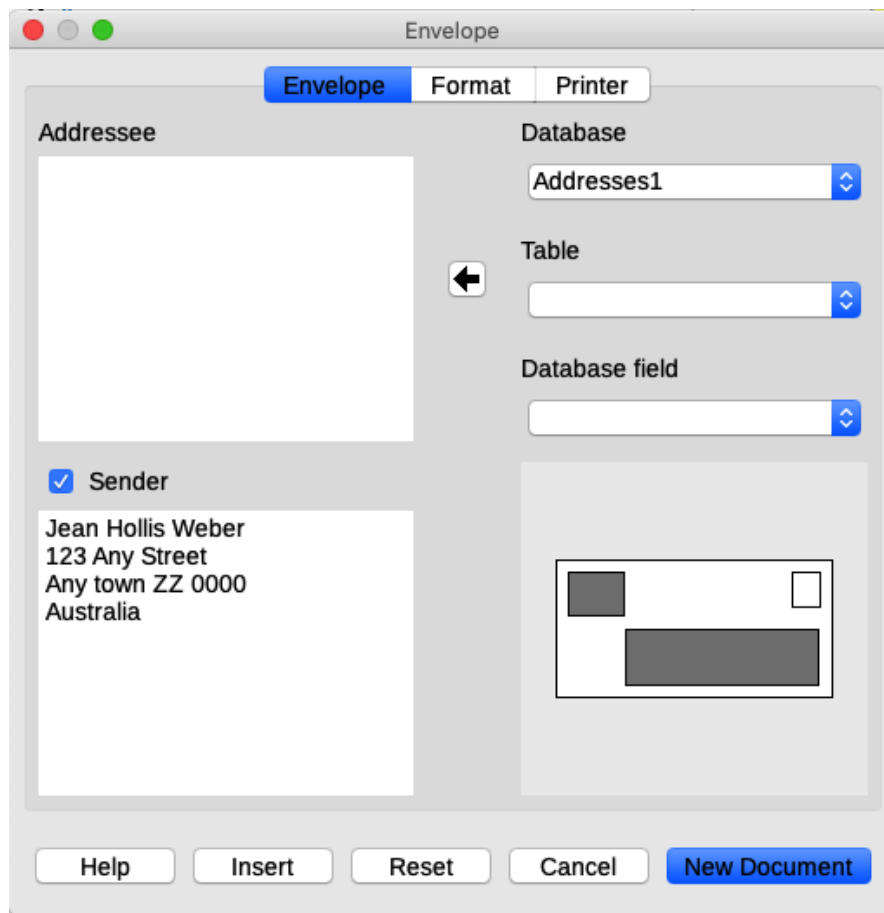 Envelope
Envelope Format Printer
Addressee
Database
Addresses1
Table
Database field
Sender
Jean Hollis Weber
123 Any Street
Any town ZZ 0000
Australia
Help Insert Reset Cancel New Document